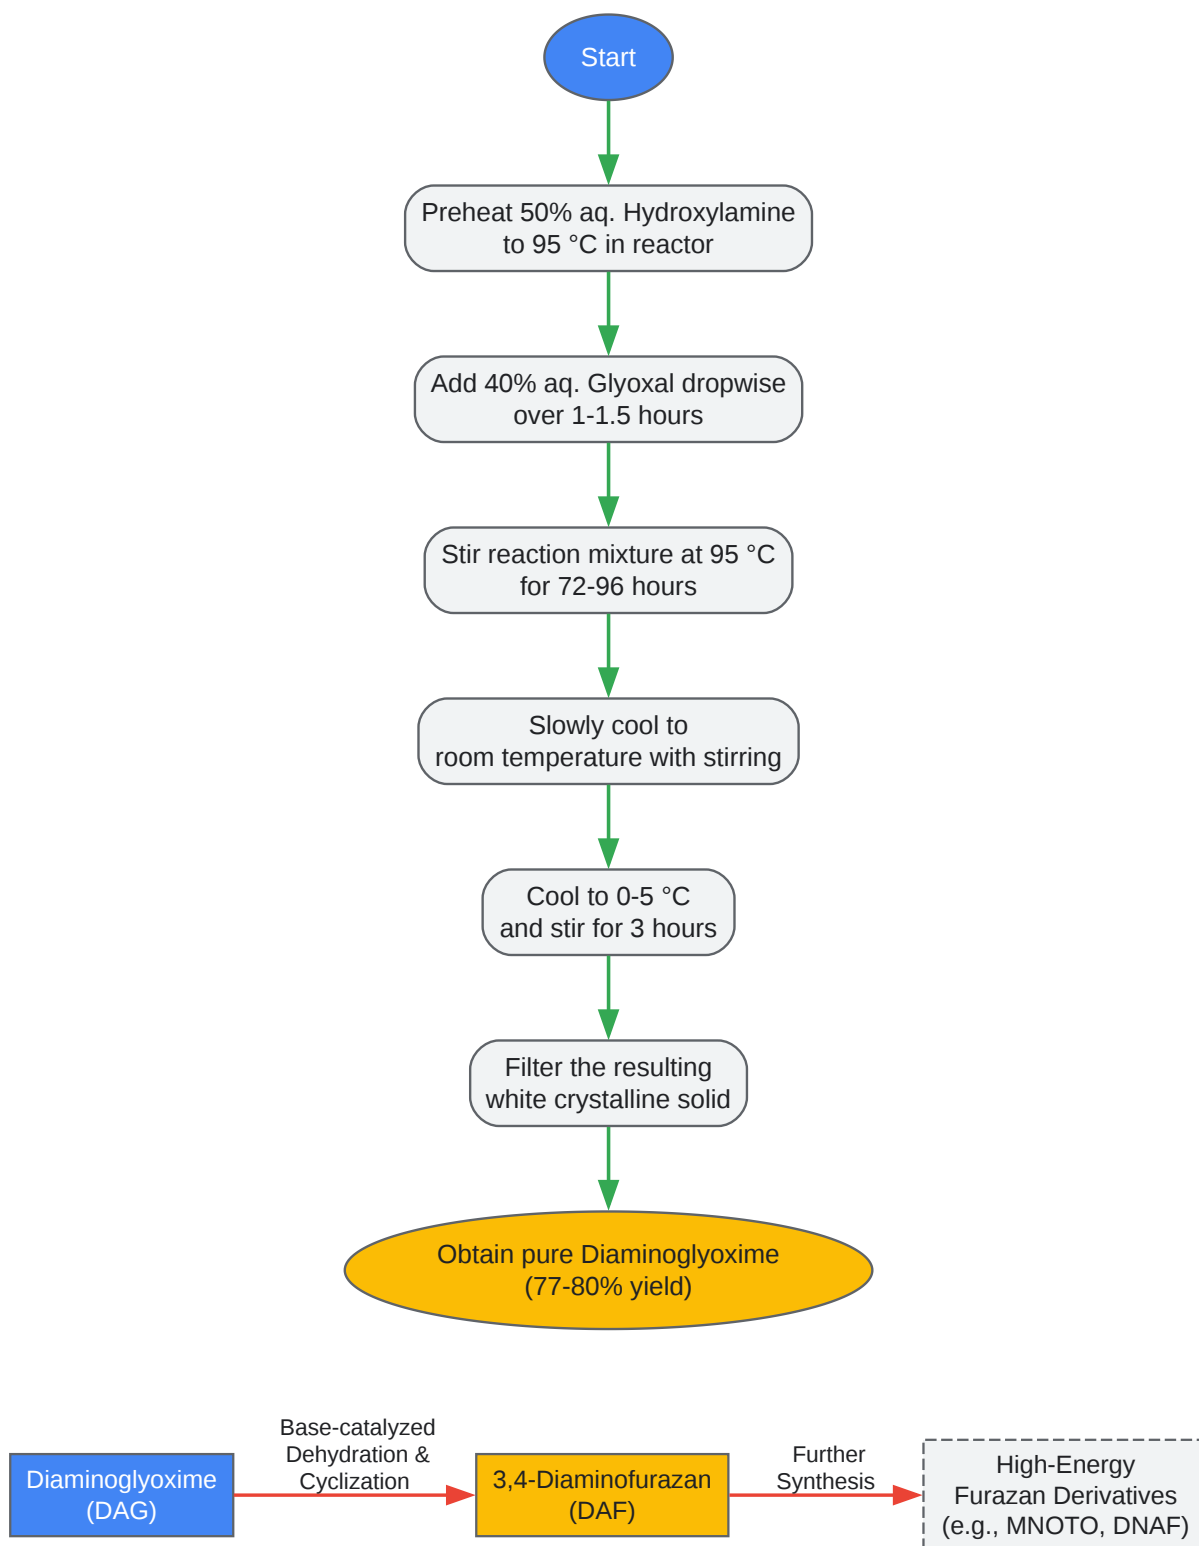 Start
Preheat 50% aq. Hydroxylamine
to 95 °C in reactor
Add 40% aq. Glyoxal dropwise
over 1-1.5 hours
Stir reaction mixture at 95 °C
for 72-96 hours
Slowly cool to
room temperature with stirring
Cool to 0-5 °C
and stir for 3 hours
Filter the resulting
white crystalline solid
Obtain pure Diaminoglyoxime
(77-80% yield)
Diaminoglyoxime
(DAG)
Base-catalyzed
Dehydration &
Cyclization
3,4-Diaminofurazan
(DAF)
Further
Synthesis
High-Energy
Furazan Derivatives
(e.g., MNOTO, DNAF)